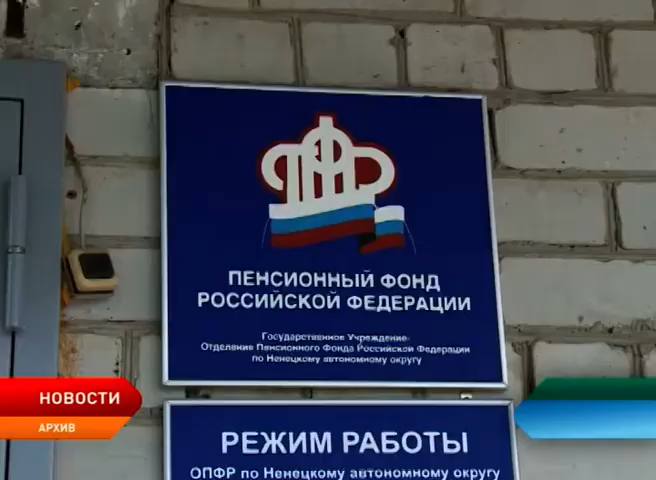 ПЕНСИОННЫЙ ФОНД
РОССИЙСКОЙ ФЕДЕРАЦИИ
Государственное Учреждение-
Отделение Пенсионного Фонда Российской Федерации
по Ненецкому автономному округу
НОВОСТИ
АРХИВ
РЕЖИМ РАБОТЫ
ОПФР по Ненецкому автономному округу